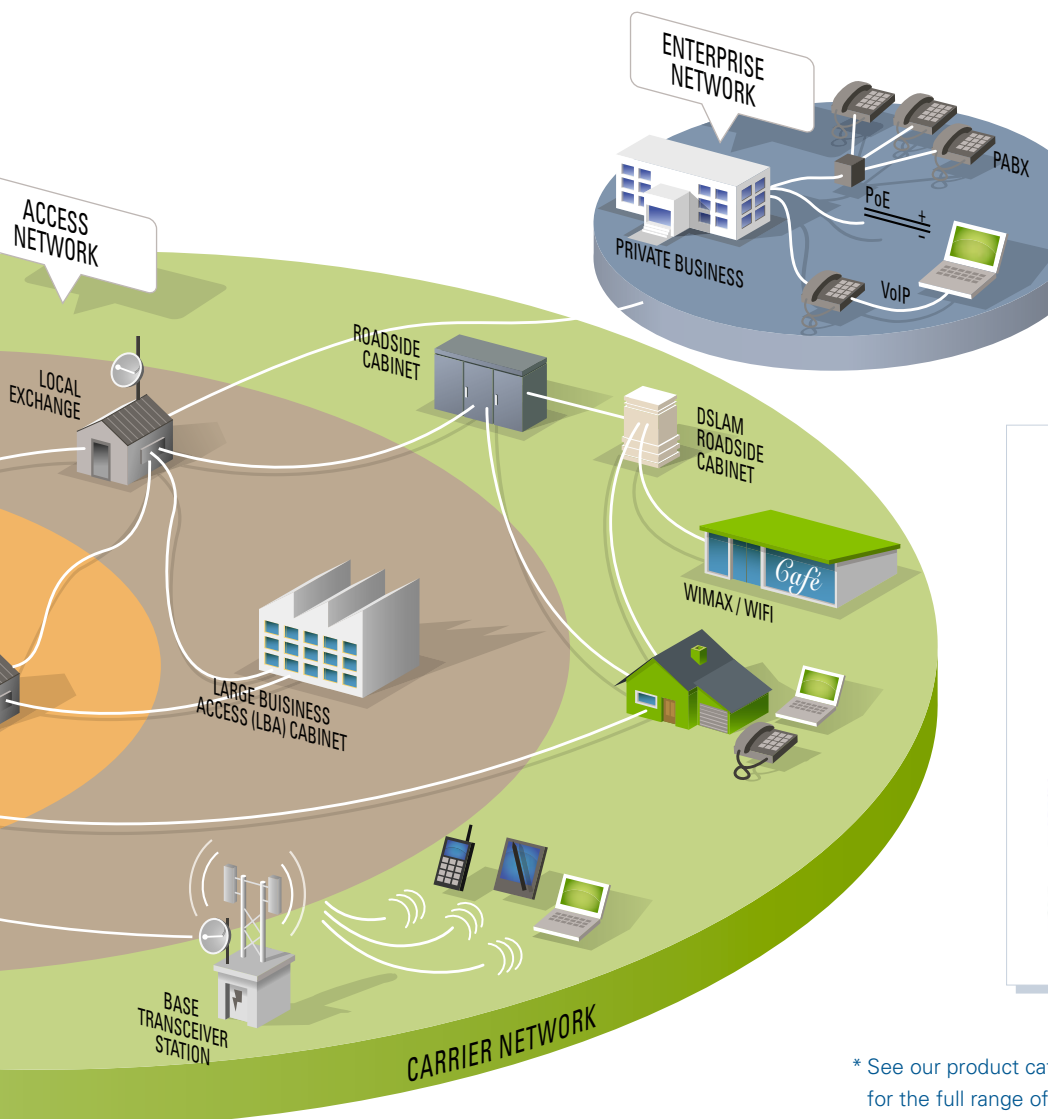 ENTERPRISE
NETWORK
PABX
PoE
+
-
PRIVATE BUSINESS
VoIP
ACCESS
NETWORK
ROADSIDE
CABINET
LOCAL
EXCHANGE
DSLAM
ROADSIDE
CABINET
Café
WIMAX / WIFI
LARGE BUISINESS
ACCESS (LBA) CABINET
BASE
TRANSCEIVER
STATION
CARRIER NETWORK
* See our product
for the full range of